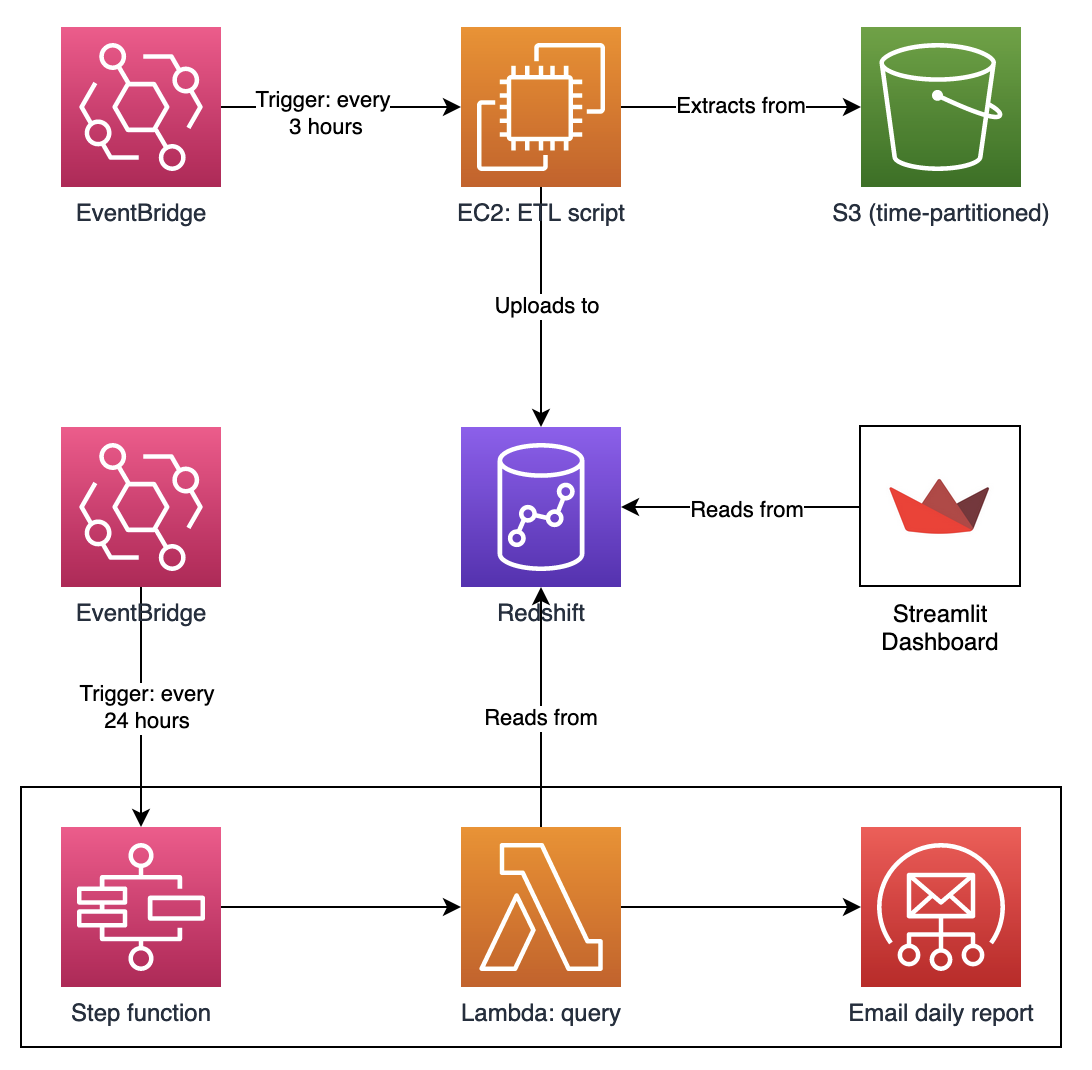 Trigger: every
3 hours
Extracts from
EventBridge
EC2: ETL script
S3 (time-partitioned)
Uploads to
Reads from
EventBridge
Redshift
Streamlit
Dashboard
Trigger: every
24 hours
Reads from
Step function
Lambda: query
Email daily report